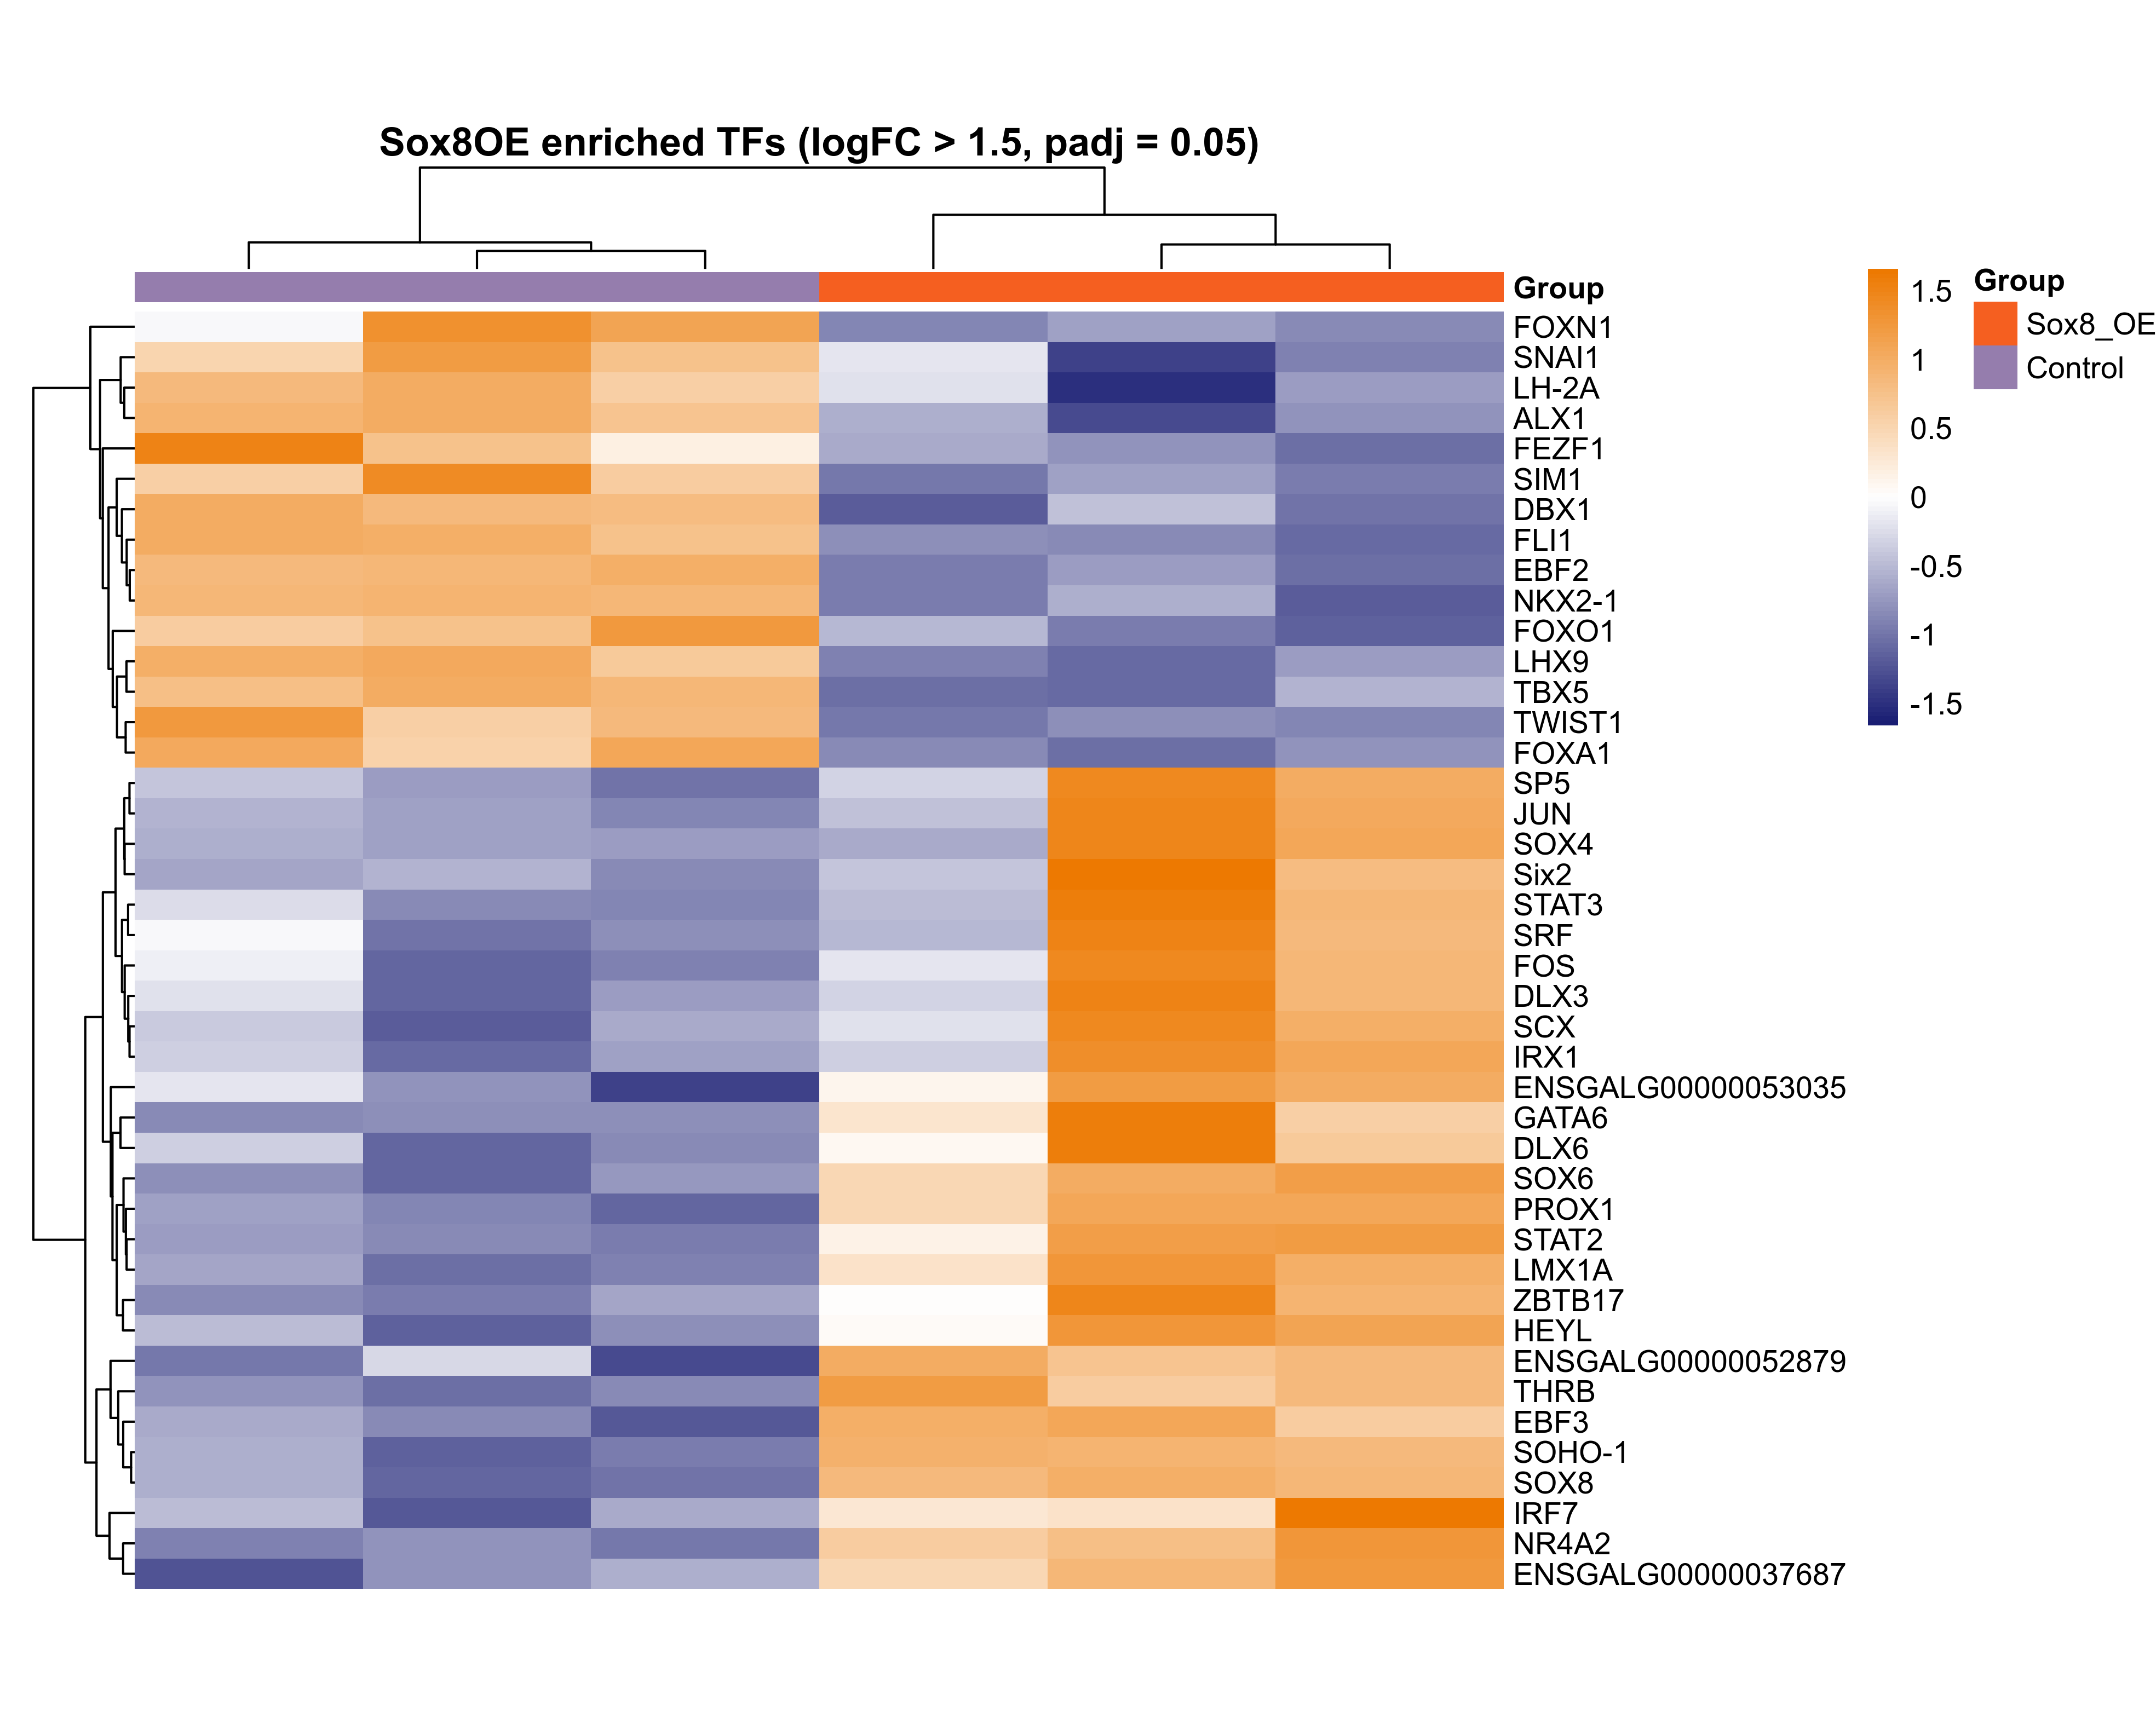 Sox8OE enriched TFs (logFC > 1.5, padj = 0.05)
Group
FOXN1
SNAI1
LH-2A
ALX1
FEZF1
SIM1
DBX1
FLI1
EBF2
NKX2-1
FOXO1
LHX9
TBX5
TWIST1
FOXA1
SP5
JUN
SOX4
Six2
STAT3
SRF
FOS
DLX3
SCX
IRX1
ENSGALG00000053035
GATA6
DLX6
SOX6
PROX1
STAT2
LMX1A
ZBTB17
HEYL
ENSGALG00000052879
THRB
EBF3
SOHO-1
SOX8
IRF7
NR4A2
ENSGALG00000037687
1.5
1
0.5
0
-0.5
-1
-1.5
Group
Sox8_OE
Control